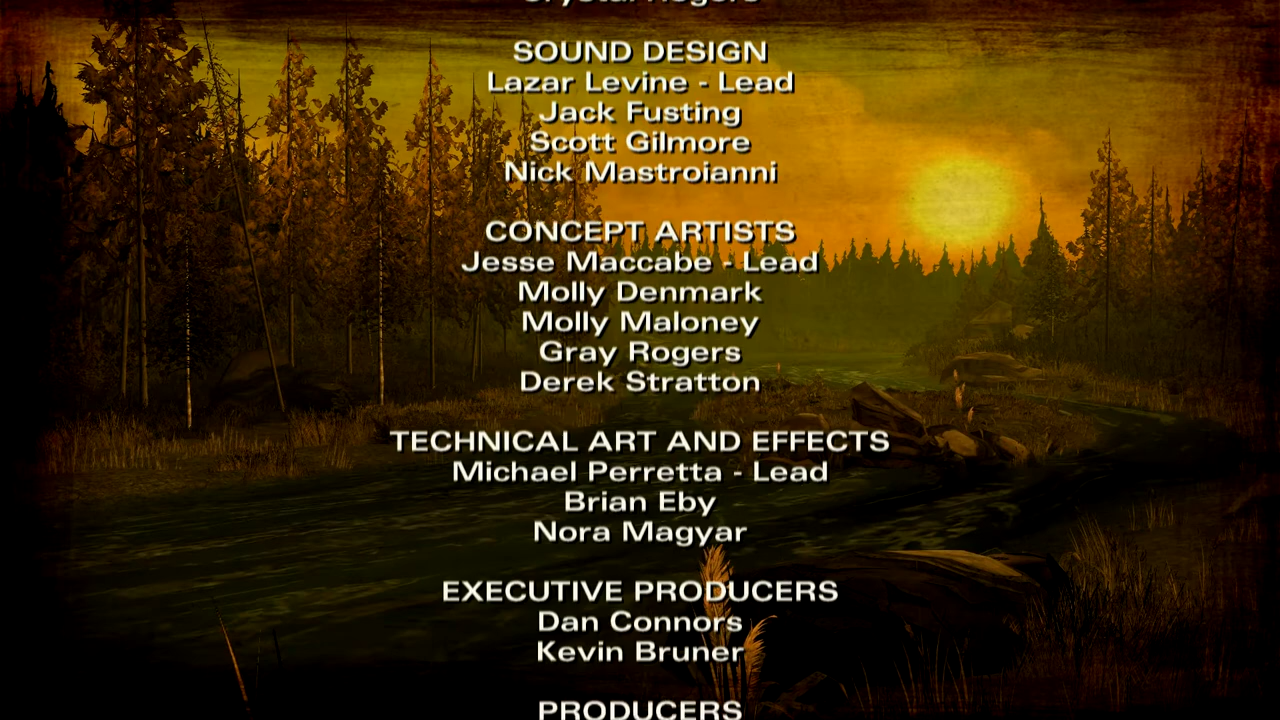 Crystal Rogers
SOUND DESIGN
Lazar Levine - Lead
Jack Fusting
Scott Gilmore
Nick Mastroianni
CONCEPT ARTISTS
Jesse Maccabe - Lead
Molly Denmark
Molly Maloney
Gray Rogers
Derek Stratton
TECHNICAL ART AND EFFECTS
Michael Perretta - Lead
Brian Eby
Nora Magyar
EXECUTIVE PRODUCERS
Dan Connors
Kevin Bruner
PRODUCERS